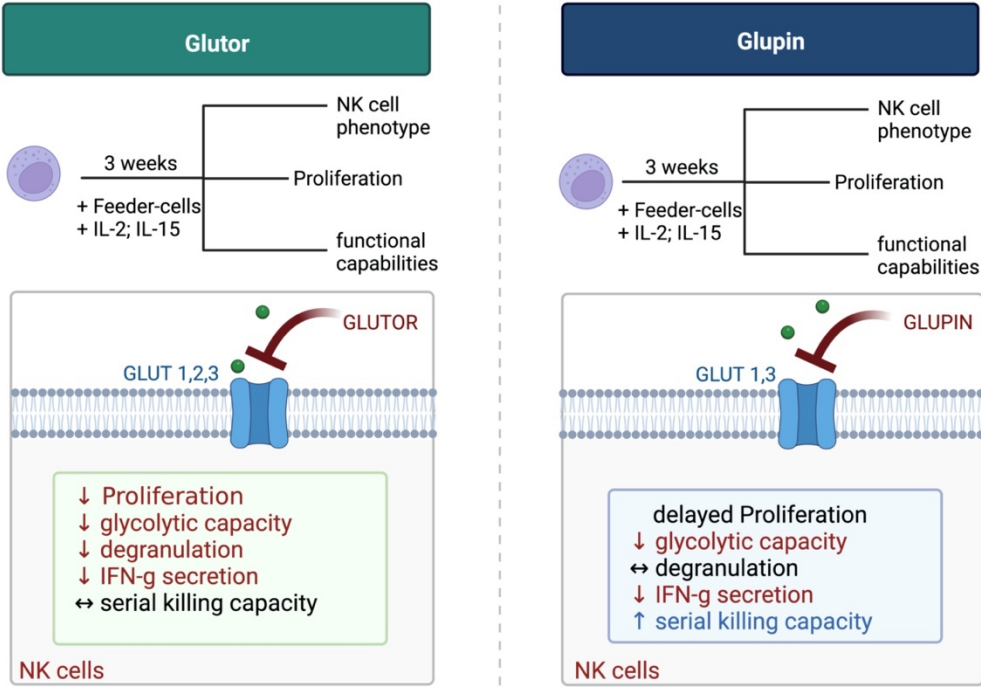 Glutor
NK cell
phenotype
3 weeks
Proliferation
+ Feeder-cells
+ IL-2; IL-15
functional
capabilities
GLUTOR
GLUT 1,2,3
↓ Proliferation
↓ glycolytic capacity
↓ degranulation
↓ IFN-g secretion
↔ serial killing capacity
NK cells
Glupin
NK cell
phenotype
3 weeks
Proliferation
+ Feeder-cells
+ IL-2; IL-15
functional
capabilities
GLUPIN
GLUT 1,3
delayed Proliferation
↓ glycolytic capacity
↔ degranulation
↓ IFN-g secretion
↑ serial killing capacity
NK cells